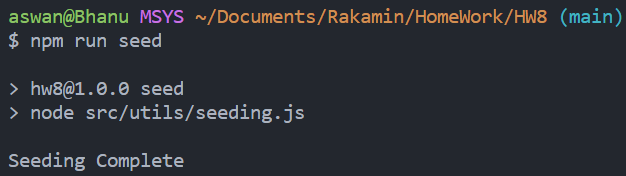 aswan@Bhanu MSYS ~/Documents/Rakamin/HomeWork/HW8 (main)
$ npm run seed
> hw8@1.0.0 seed
> node src/utils/seeding.js
Seeding Complete